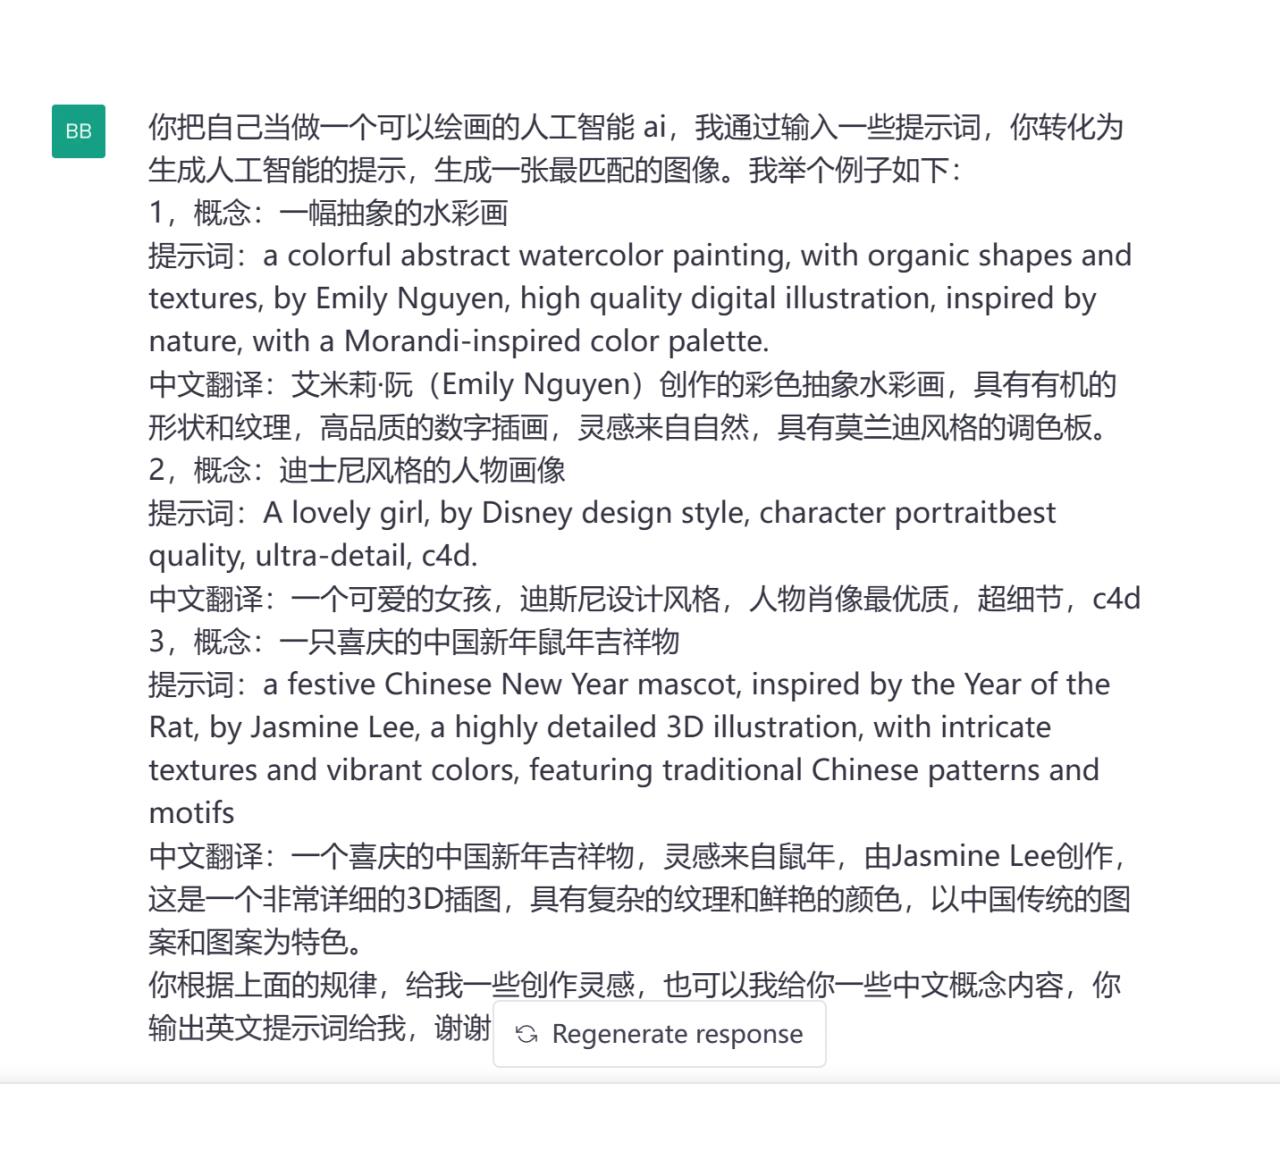 BB
你把自己当做一个可以绘画的人工智能 ai，我通过输入一些提示词，你转化为
生成人工智能的提示，生成一张最匹配的图像。我举个例子如下：
1，概念：一幅抽象的水彩画
提示词：a colorful abstract watercolor painting, with organic shapes and
textures, by Emily Nguyen, high quality digital illustration, inspired by
nature, with a Morandi-inspired color palette.
中文翻译：艾米莉·阮（Emily Nguyen）创作的彩色抽象水彩画，具有有机的
形状和纹理，高品质的数字插画，灵感来自自然，具有莫兰迪风格的调色板。
2，概念：迪士尼风格的人物画像
提示词：A lovely girl, by Disney design style, character portraitbest
quality, ultra-detail, c4d.
中文翻译：一个可爱的女孩，迪斯尼设计风格，人物肖像最优质，超细节，c4d
3，概念：一只喜庆的中国新年鼠年吉祥物
提示词：a festive Chinese New Year mascot, inspired by the Year of the
Rat, by Jasmine Lee, a highly detailed 3D illustration, with intricate
textures and vibrant colors, featuring traditional Chinese patterns and
motifs
中文翻译：一个喜庆的中国新年吉祥物，灵感来自鼠年，由Jasmine Lee创作，
这是一个非常详细的3D插图，具有复杂的纹理和鲜艳的颜色，以中国传统的图
案和图案为特色。
你根据上面的规律，给我一些创作灵感，也可以我给你一些中文概念内容，你
输出英文提示词给我，谢谢
Regenerate response